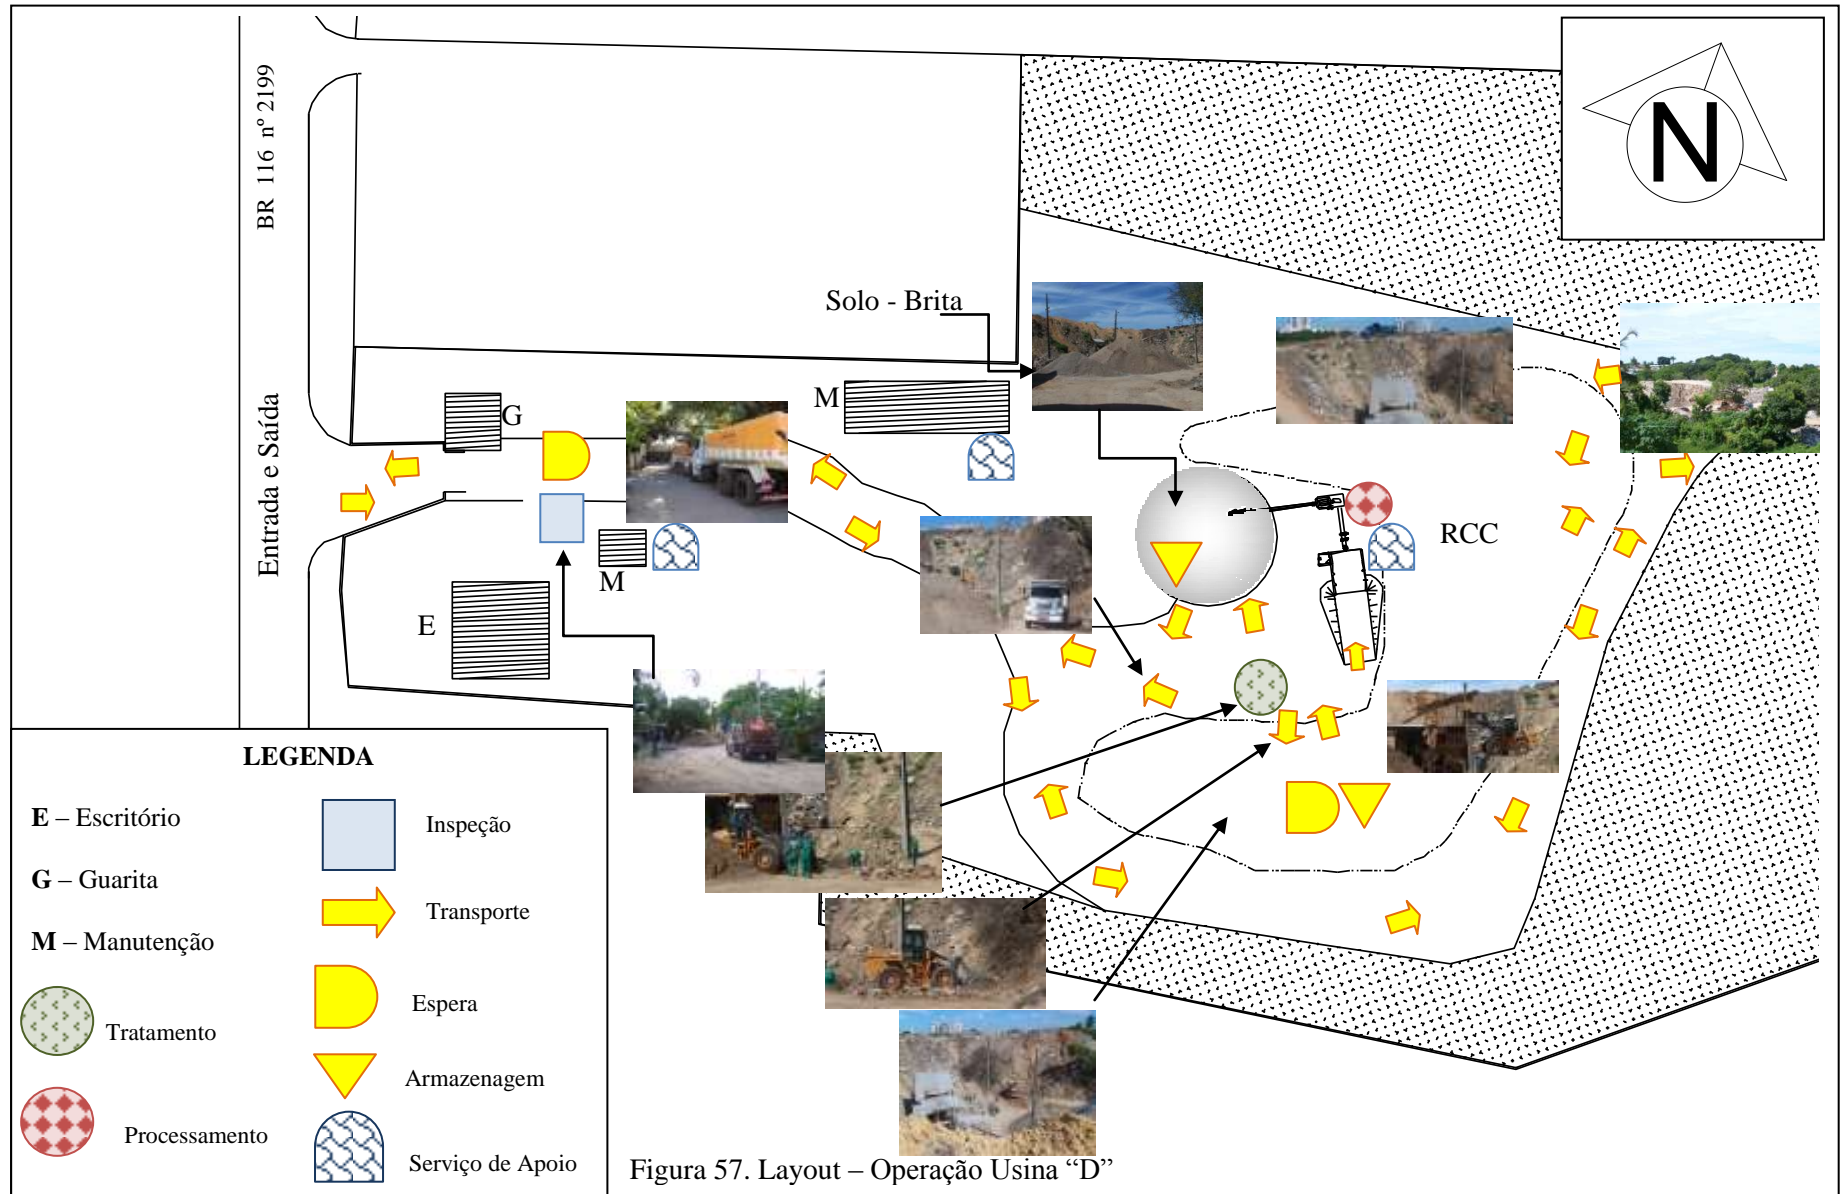 BR 116 nº 2199
Entrada e Saída
N
Solo - Brita
G
M
M
E
RCC
LEGENDA
E – Escritório
G – Guarita
M – Manutenção
Tratamento
Processamento
Inspeção
Transporte
Espera
Armazenagem
Serviço de Apoio
Figura 57. Layout – Operação Usina “D”